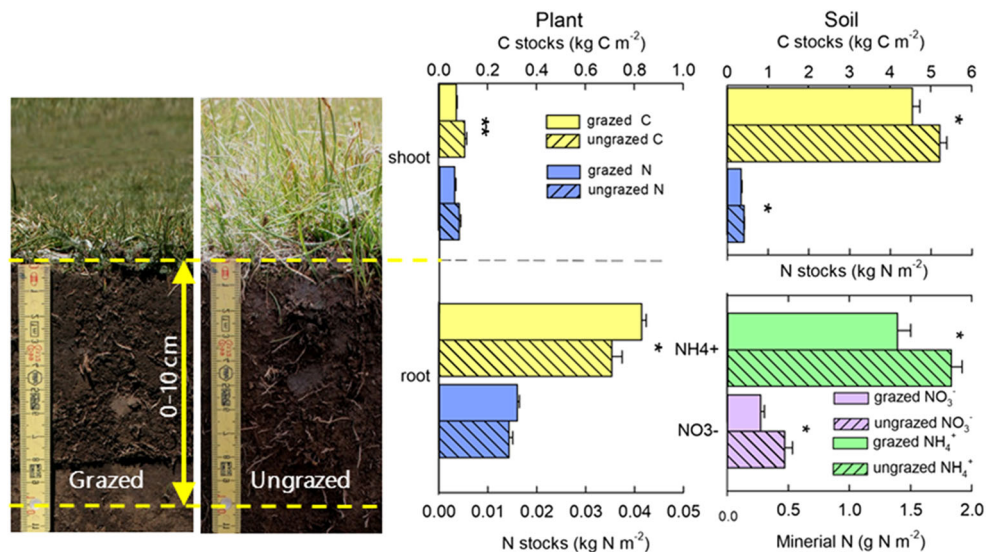 Plant
C stocks (kg C m-2)
0.0 0.2 0.4 0.6 0.8 1.0
grazed C
ungrazed C
grazed N
ungrazed N
shoot
root
0.00 0.01 0.02 0.03 0.04 0.05
N stocks (kg N m-2)
0-10 cm
Grazed
Ungrazed
Soil
C stocks (kg C m-2)
0 1 2 3 4 5 6
*
*
N stocks (kg N m-2)
NH4+
NO3-
grazed NO3-
ungrazed NO3-
grazed NH4+
ungrazed NH4+
0.0 0.5 1.0 1.5 2.0
Minerial N (g N m-2)